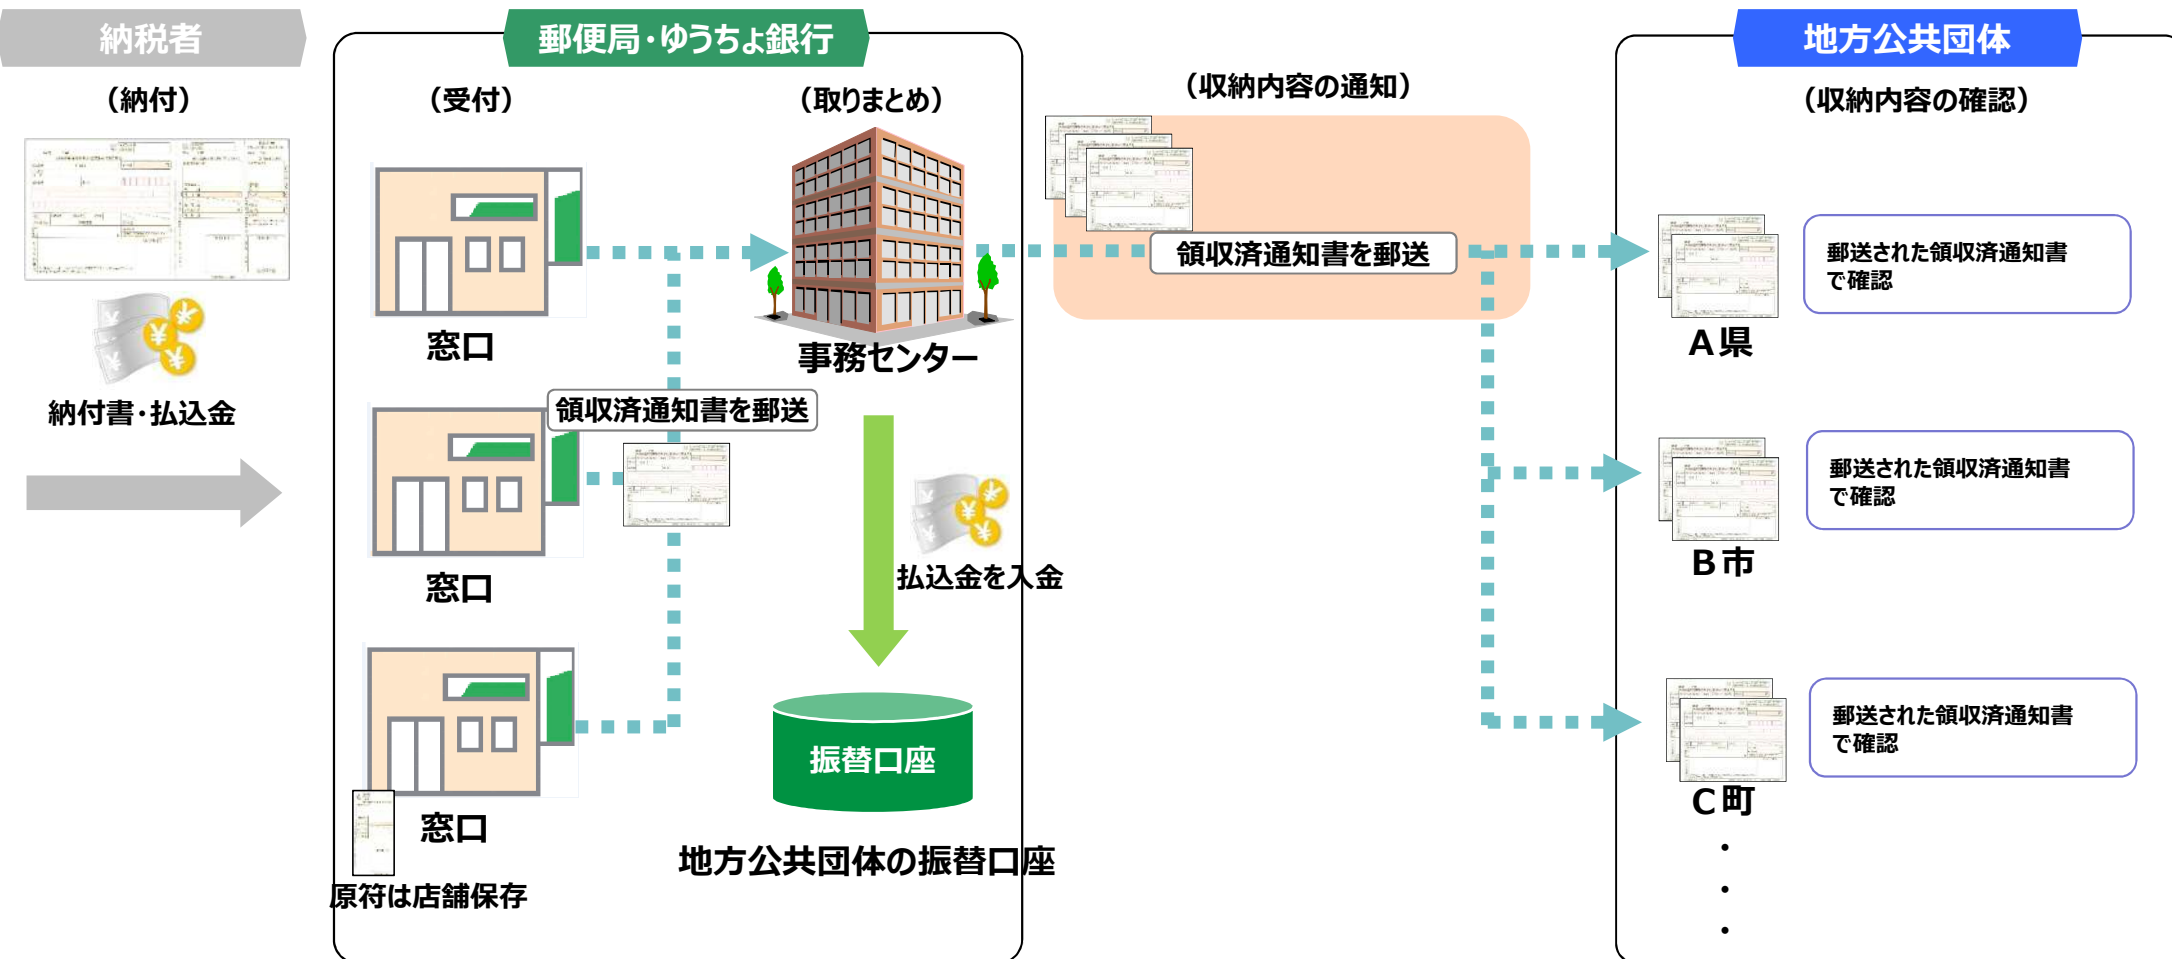 納税者
郵便局・ゆうちょ銀行
地方公共団体
（納付）
（受付）
（取りまとめ）
（収納内容の通知）
（収納内容の確認）
納付書・払込金
窓口
事務センター
領収済通知書を郵送
窓口
領収済通知書を郵送
払込金を入金
窓口
原符は店舗保存
振替口座
地方公共団体の振替口座
郵送された領収済通知書
で確認
Ａ県
郵送された領収済通知書
で確認
Ｂ市
郵送された領収済通知書
で確認
Ｃ町
・
・
・